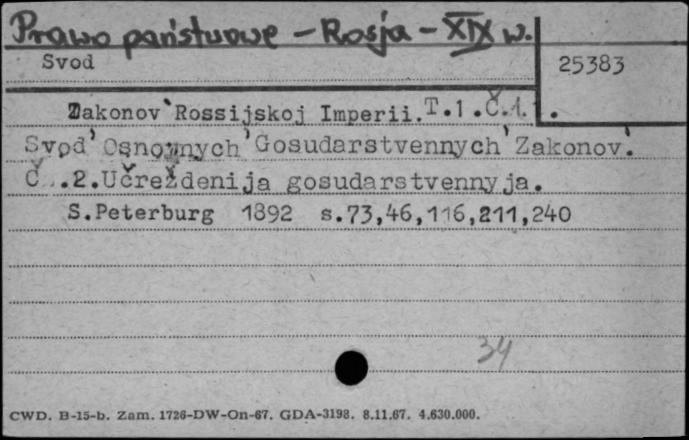 Prawo państwowe - Rosja - XIX w.
Svod
25383
Zakonov Rossijskoj Imperii.T.1.Č.1.
Svod Osnovnych Gosudarstvennych Zakonov.
Č..2.Učreždenija gosudarstvennyja.
S.Peterburg 1892 s.73,46,116,211,240
34
CWD. B-15-b. Zam. 1726-DW-On-67. GDA-3198. 8.11.67. 4.630.000.